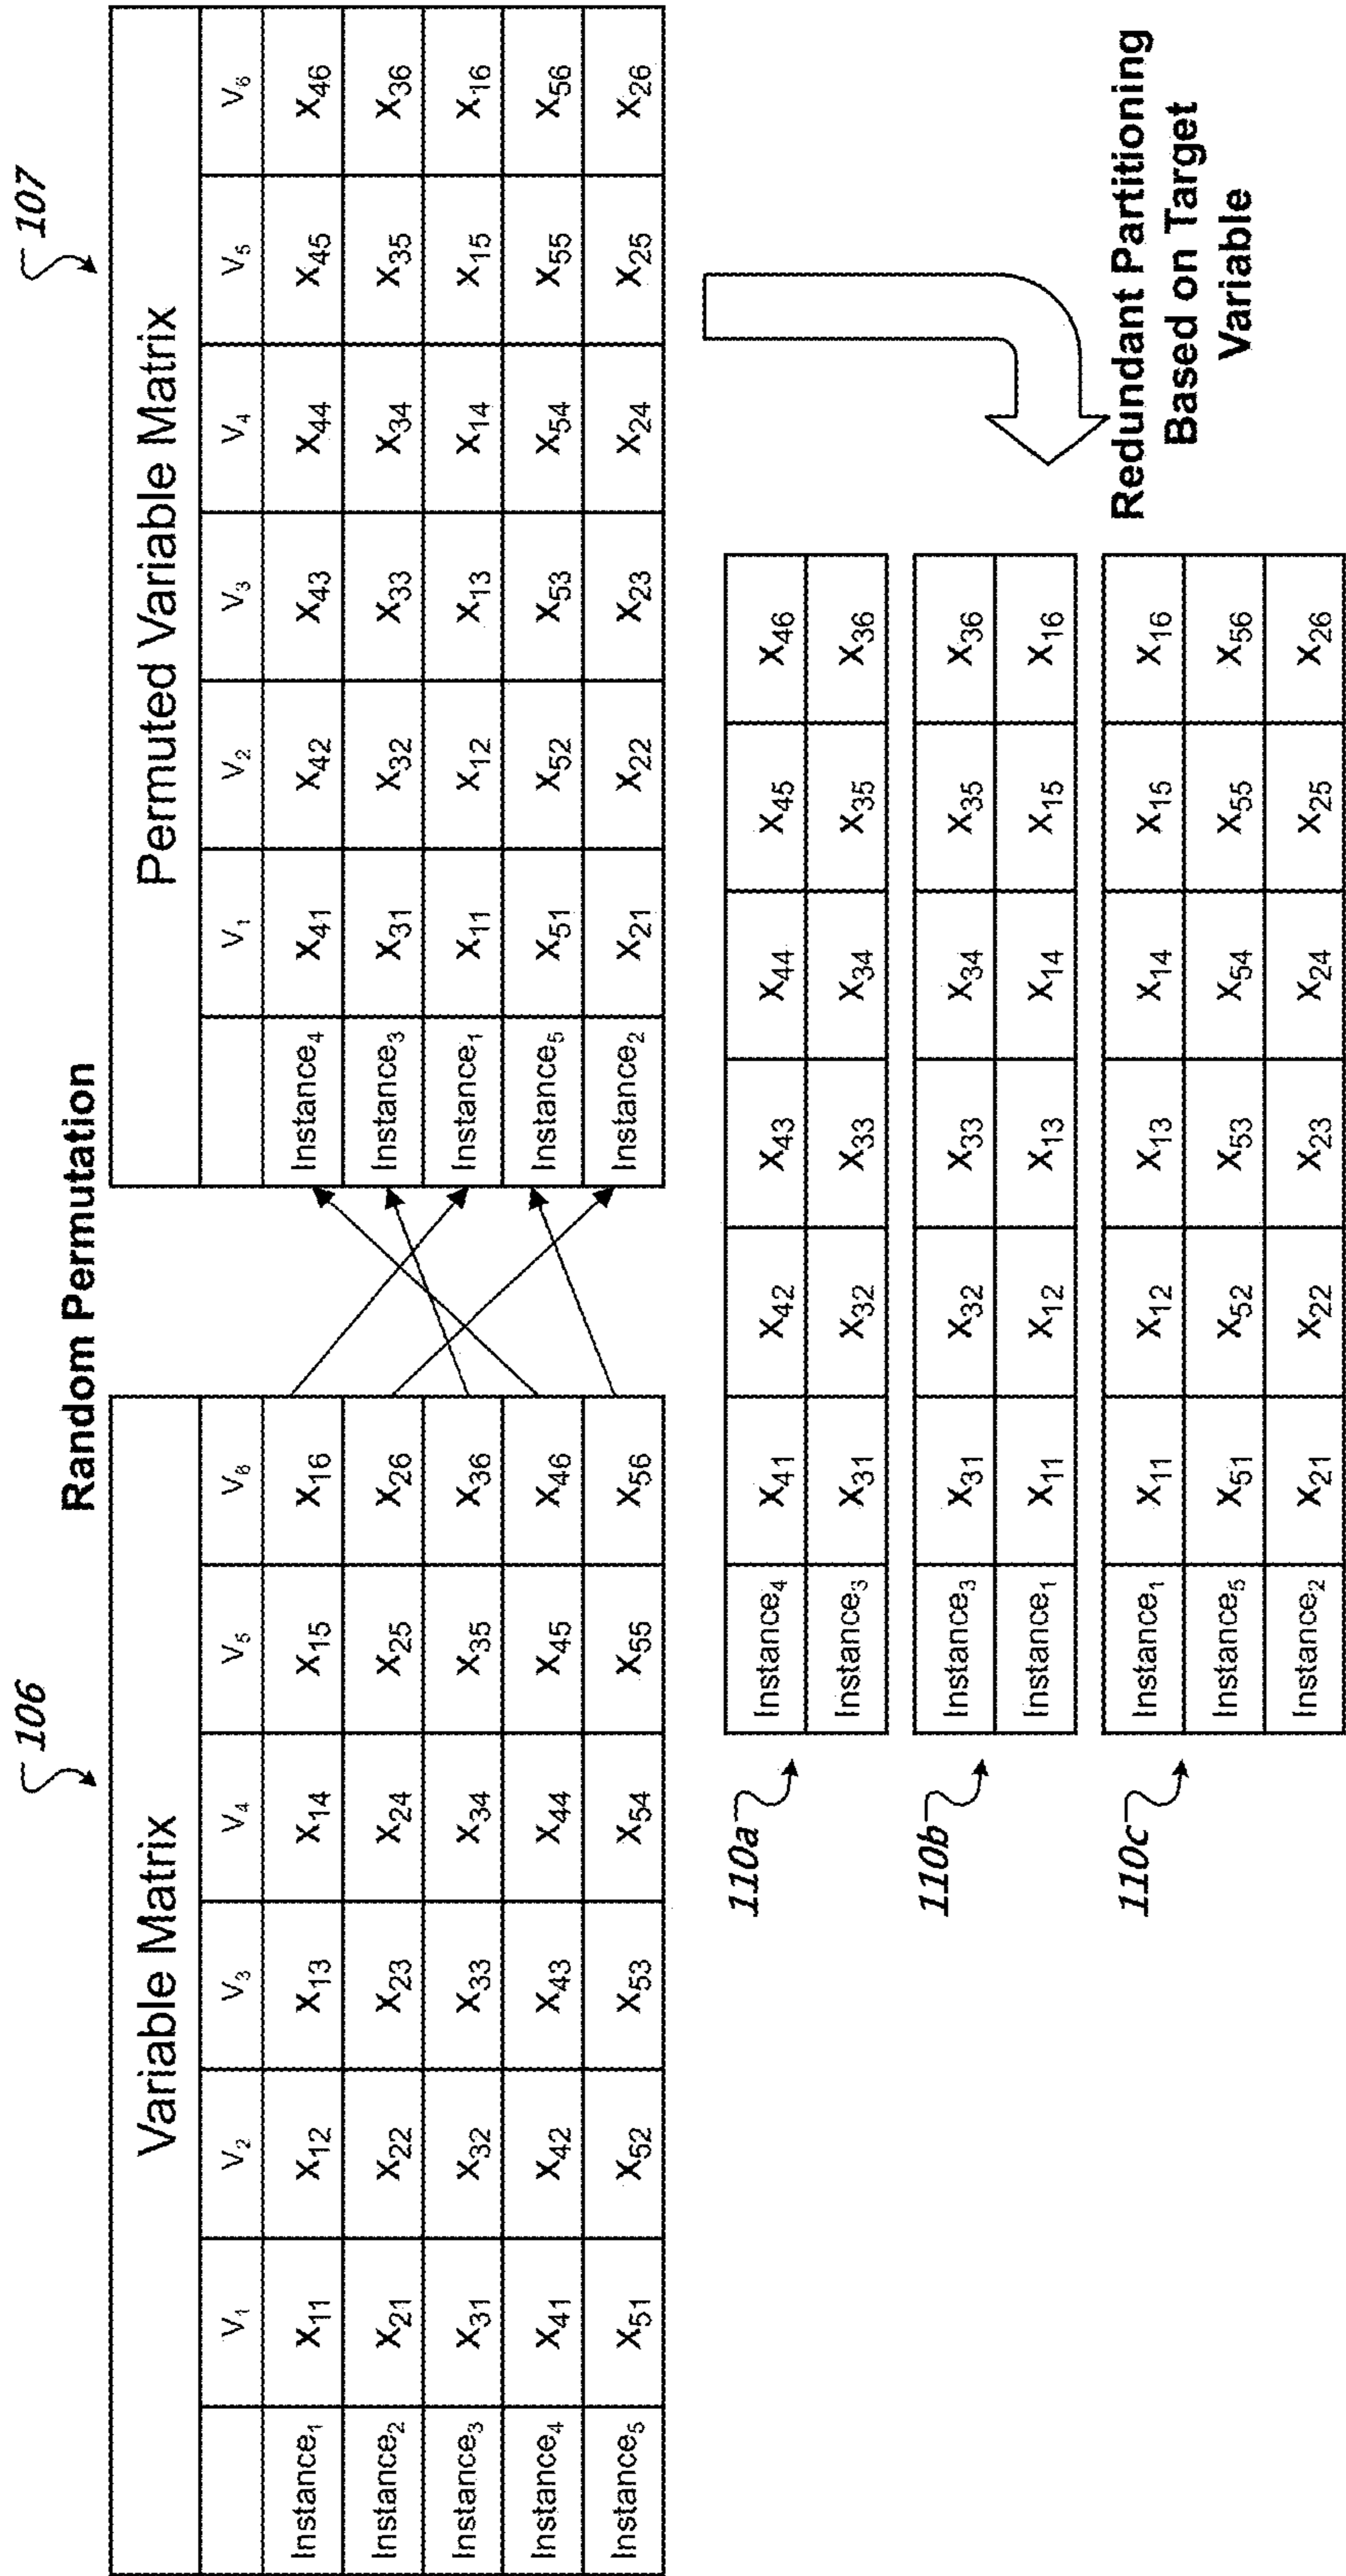 106
Variable Matrix
V₁ V₂ V₃ V₄ V₅ V₆
Instance₁ X₁₁ X₁₂ X₁₃ X₁₄ X₁₅ X₁₆
Instance₂ X₂₁ X₂₂ X₂₃ X₂₄ X₂₅ X₂₆
Instance₃ X₃₁ X₃₂ X₃₃ X₃₄ X₃₅ X₃₆
Instance₄ X₄₁ X₄₂ X₄₃ X₄₄ X₄₅ X₄₆
Instance₅ X₅₁ X₅₂ X₅₃ X₅₄ X₅₅ X₅₆
Random Permutation
107
Permuted Variable Matrix
V₁ V₂ V₃ V₄ V₅ V₆
Instance₄ X₄₁ X₄₂ X₄₃ X₄₄ X₄₅ X₄₆
Instance₃ X₃₁ X₃₂ X₃₃ X₃₄ X₃₅ X₃₆
Instance₁ X₁₁ X₁₂ X₁₃ X₁₄ X₁₅ X₁₆
Instance₅ X₅₁ X₅₂ X₅₃ X₅₄ X₅₅ X₅₆
Instance₂ X₂₁ X₂₂ X₂₃ X₂₄ X₂₅ X₂₆
110a
Instance₄ X₄₁ X₄₂ X₄₃ X₄₄ X₄₅ X₄₆
Instance₃ X₃₁ X₃₂ X₃₃ X₃₄ X₃₅ X₃₆
110b
Instance₃ X₃₁ X₃₂ X₃₃ X₃₄ X₃₅ X₃₆
Instance₁ X₁₁ X₁₂ X₁₃ X₁₄ X₁₅ X₁₆
110c
Instance₁ X₁₁ X₁₂ X₁₃ X₁₄ X₁₅ X₁₆
Instance₅ X₅₁ X₅₂ X₅₃ X₅₄ X₅₅ X₅₆
Instance₂ X₂₁ X₂₂ X₂₃ X₂₄ X₂₅ X₂₆
Redundant Partitioning
Based on Target
Variable